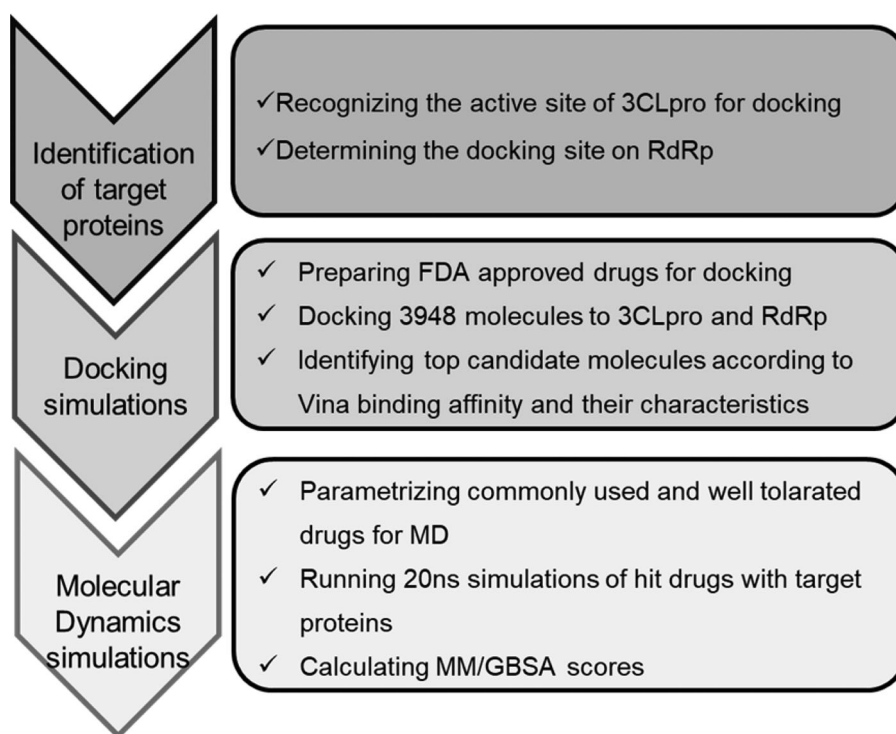 Identification
of target
proteins
✓Recognizing the active site of 3CLpro for docking
✓Determining the docking site on RdRp
Docking
simulations
✓ Preparing FDA approved drugs for docking
✓ Docking 3948 molecules to 3CLpro and RdRp
✓ Identifying top candidate molecules according to
Vina binding affinity and their characteristics
Molecular
Dynamics
simulations
✓ Parametrizing commonly used and well tolarated
drugs for MD
✓ Running 20ns simulations of hit drugs with target
proteins
✓ Calculating MM/GBSA scores